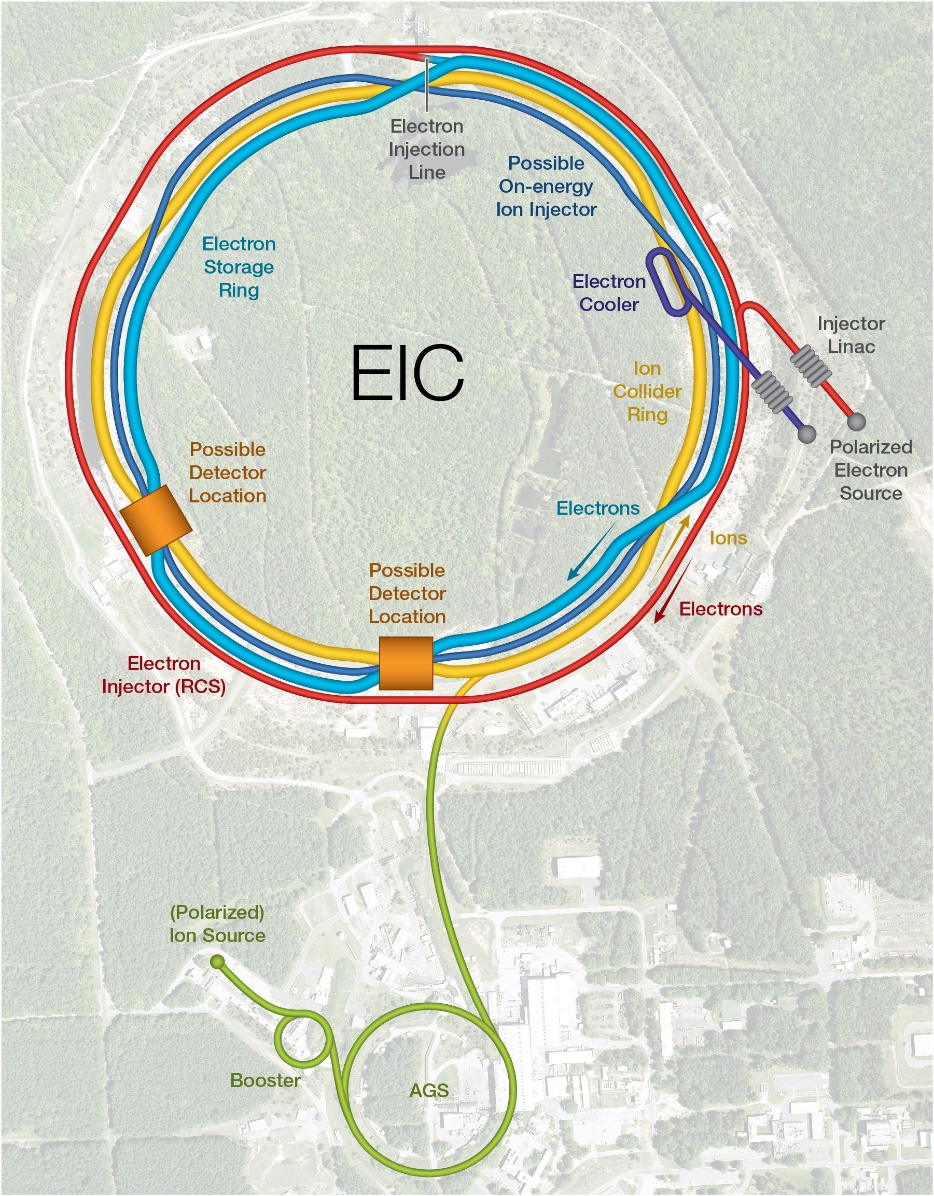 Electron
Injection
Line
Possible
On-energy
Ion Injector
Electron
Storage
Ring
Electron
Cooler
Injector
Linac
EIC
Ion
Collider
Ring
Polarized
Electron
Source
Possible
Detector
Location
Electrons
Ions
Possible
Detector
Location
Electrons
Electron
Injector (RCS)
(Polarized)
Ion Source
Booster
AGS